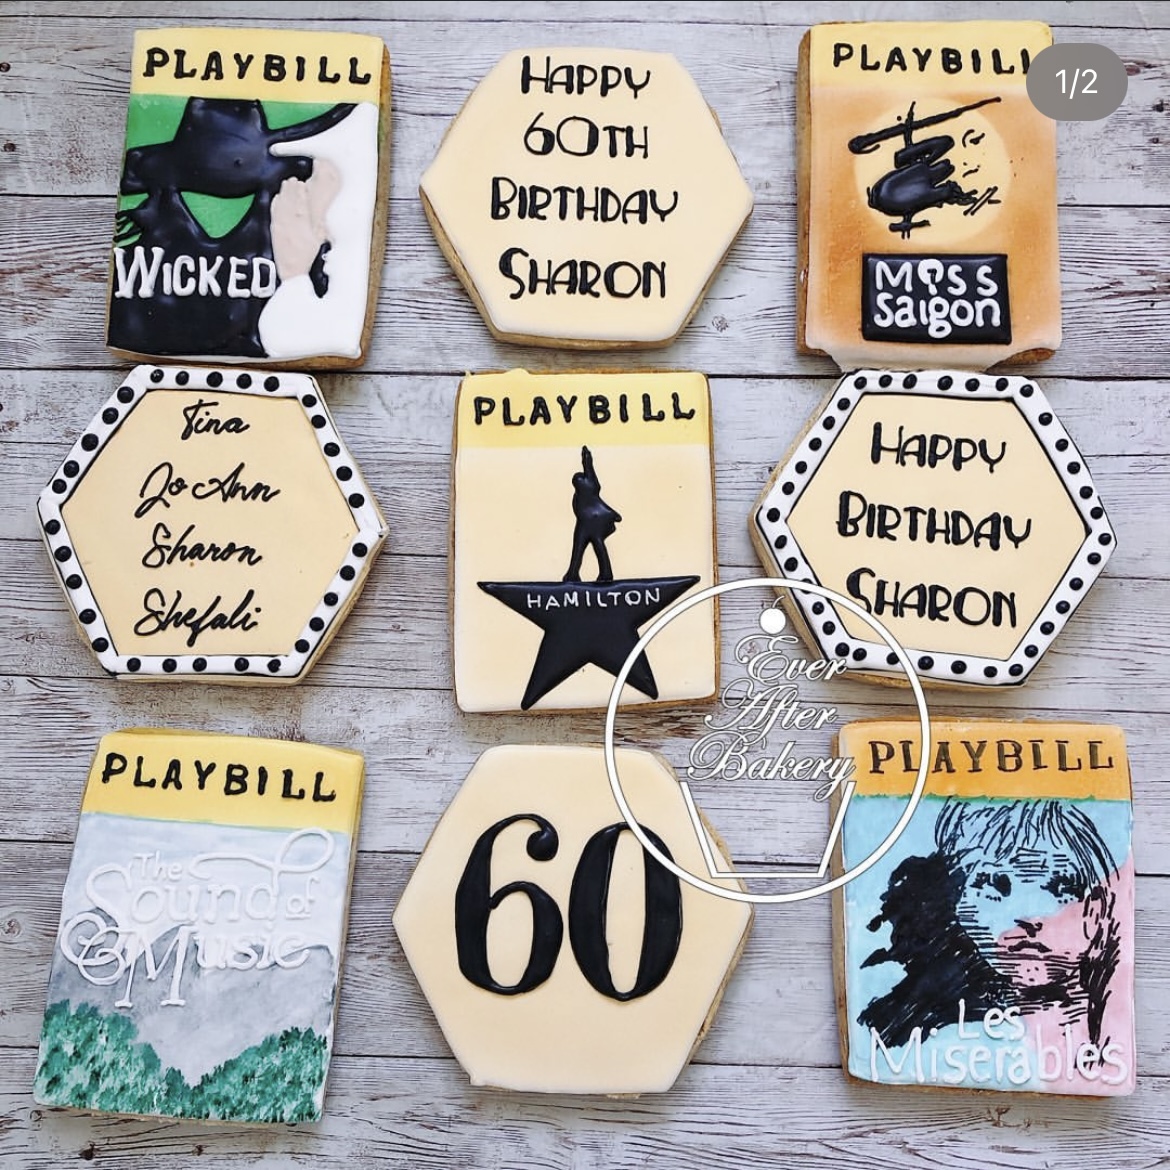 PLAYBILL
WICKED
HAPPY
60TH
BIRTHDAY
SHARON
PLAYBILL
1/2
Miss
saigon
Tina
Jo Ann
Sharon
Shefali
PLAYBILL
HAMILTON
HAPPY
BIRTHDAY
SHARON
Ever
After
Bakery
PLAYBILL
The
Sound of
Music
60
PLAYBILL
Les
Miserables